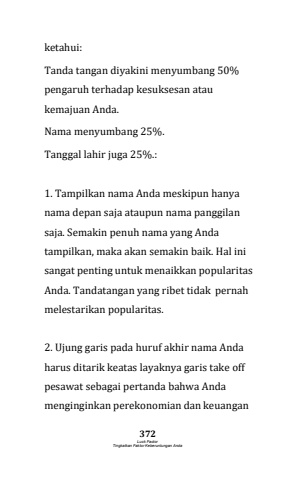 ketahui:
Tanda tangan diyakini menyumbang 50%
pengaruh terhadap kesuksesan atau
kemajuan Anda.
Nama menyumbang 25%.
Tanggal lahir juga 25%.:
1. Tampilkan nama Anda meskipun hanya
nama depan saja ataupun nama panggilan
saja. Semakin penuh nama yang Anda
tampilkan, maka akan semakin baik. Hal ini
sangat penting untuk menaikkan popularitas
Anda. Tandatangan yang ribet tidak  pernah
melestarikan popularitas.
2. Ujung garis pada huruf akhir nama Anda
harus ditarik keatas layaknya garis take off
pesawat sebagai pertanda bahwa Anda
menginginkan perekonomian dan keuangan
372
Luck Factor
Tingkatkan Faktor Keberuntungan Anda